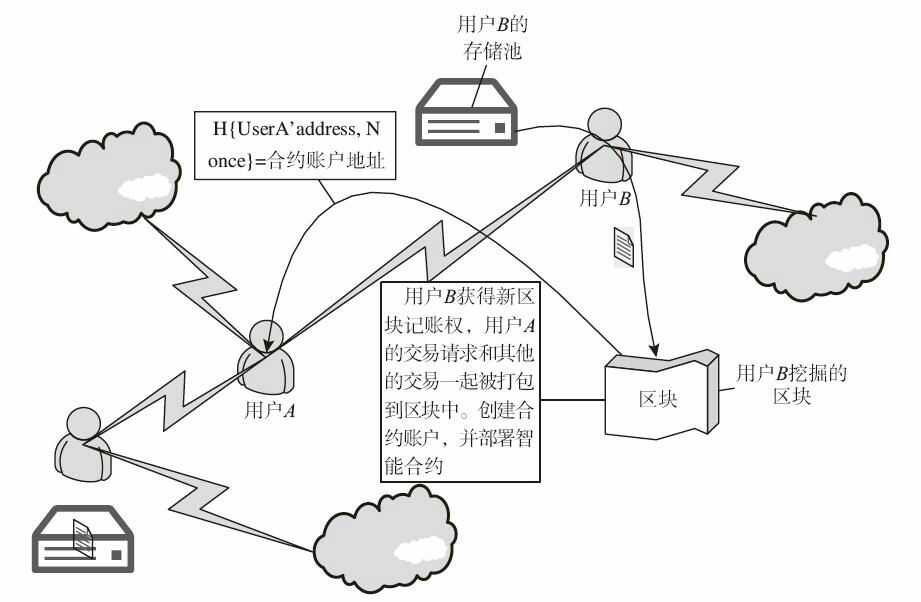 用户B的
存储池
H{UserA’address, N
once}=合约账户地址
用户B
用户B获得新区
块记账权，用户A
的交易请求和其他
的交易一起被打包
到区块中。创建合
约账户，并部署智
能合约
区块
用户B挖掘的
区块
用户A